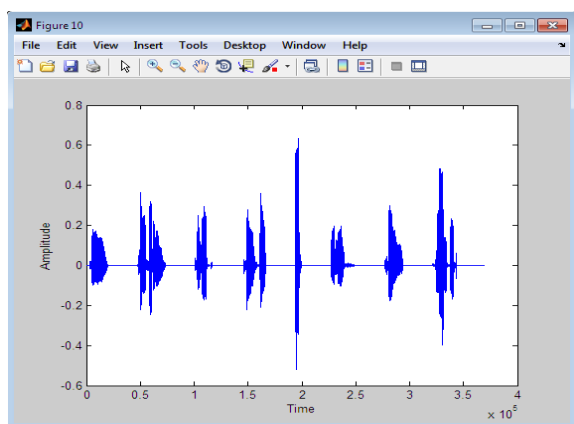 Figure 10
File Edit View Insert Tools Desktop Window Help
0.8
0.6
0.4
0.2
0
-0.2
-0.4
-0.6
Amplitude
0 0.5 1 1.5 2 2.5 3 3.5 4
Time
x 10^5